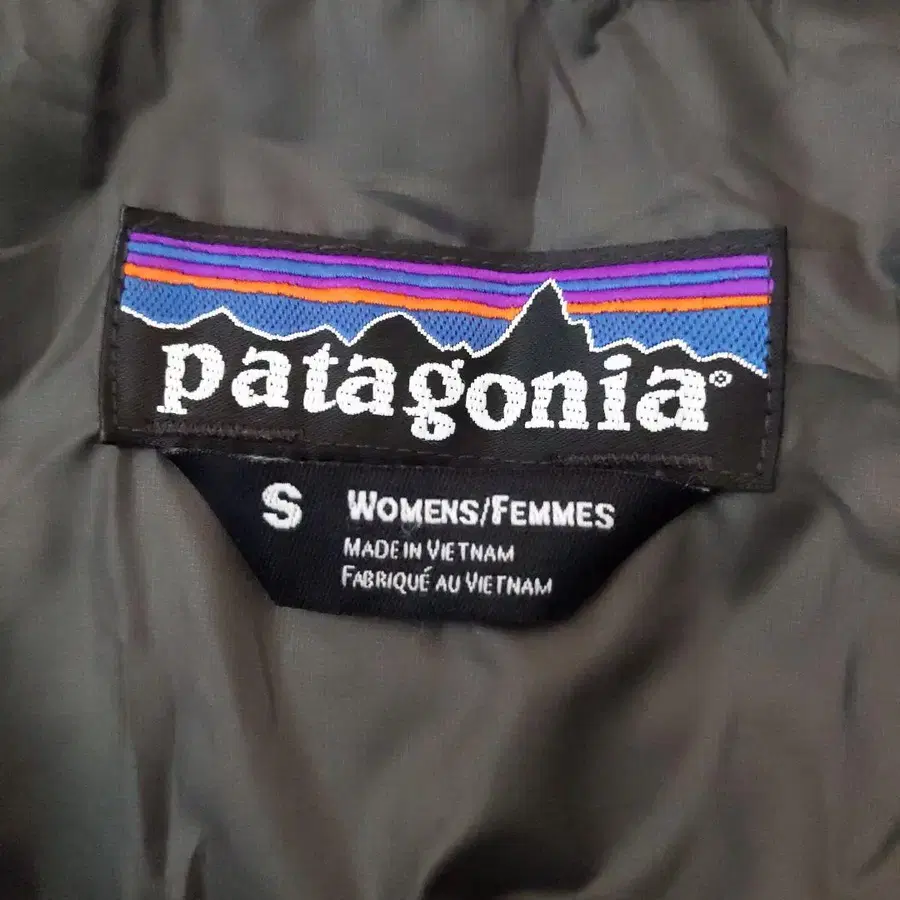 patagonia®
S WOMENS/FEMMES
MADE IN VIETNAM
FABRIQUÉ AU VIETNAM